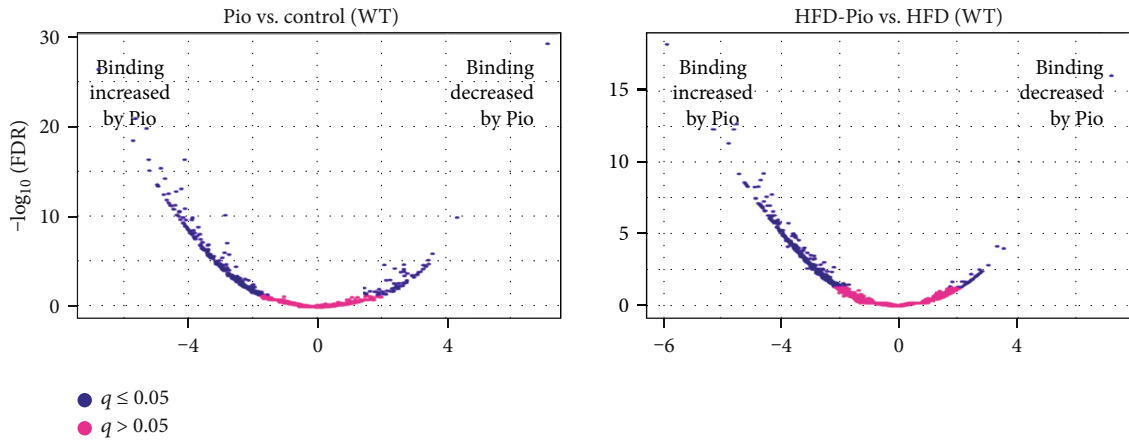 Pio vs. control (WT)
Binding
increased
by Pio
Binding
decreased
by Pio
−log10 (FDR)
30
20
10
0
−4
0
4
HFD-Pio vs. HFD (WT)
Binding
increased
by Pio
Binding
decreased
by Pio
15
10
5
0
−6
−4
0
4
q ≤ 0.05
q > 0.05